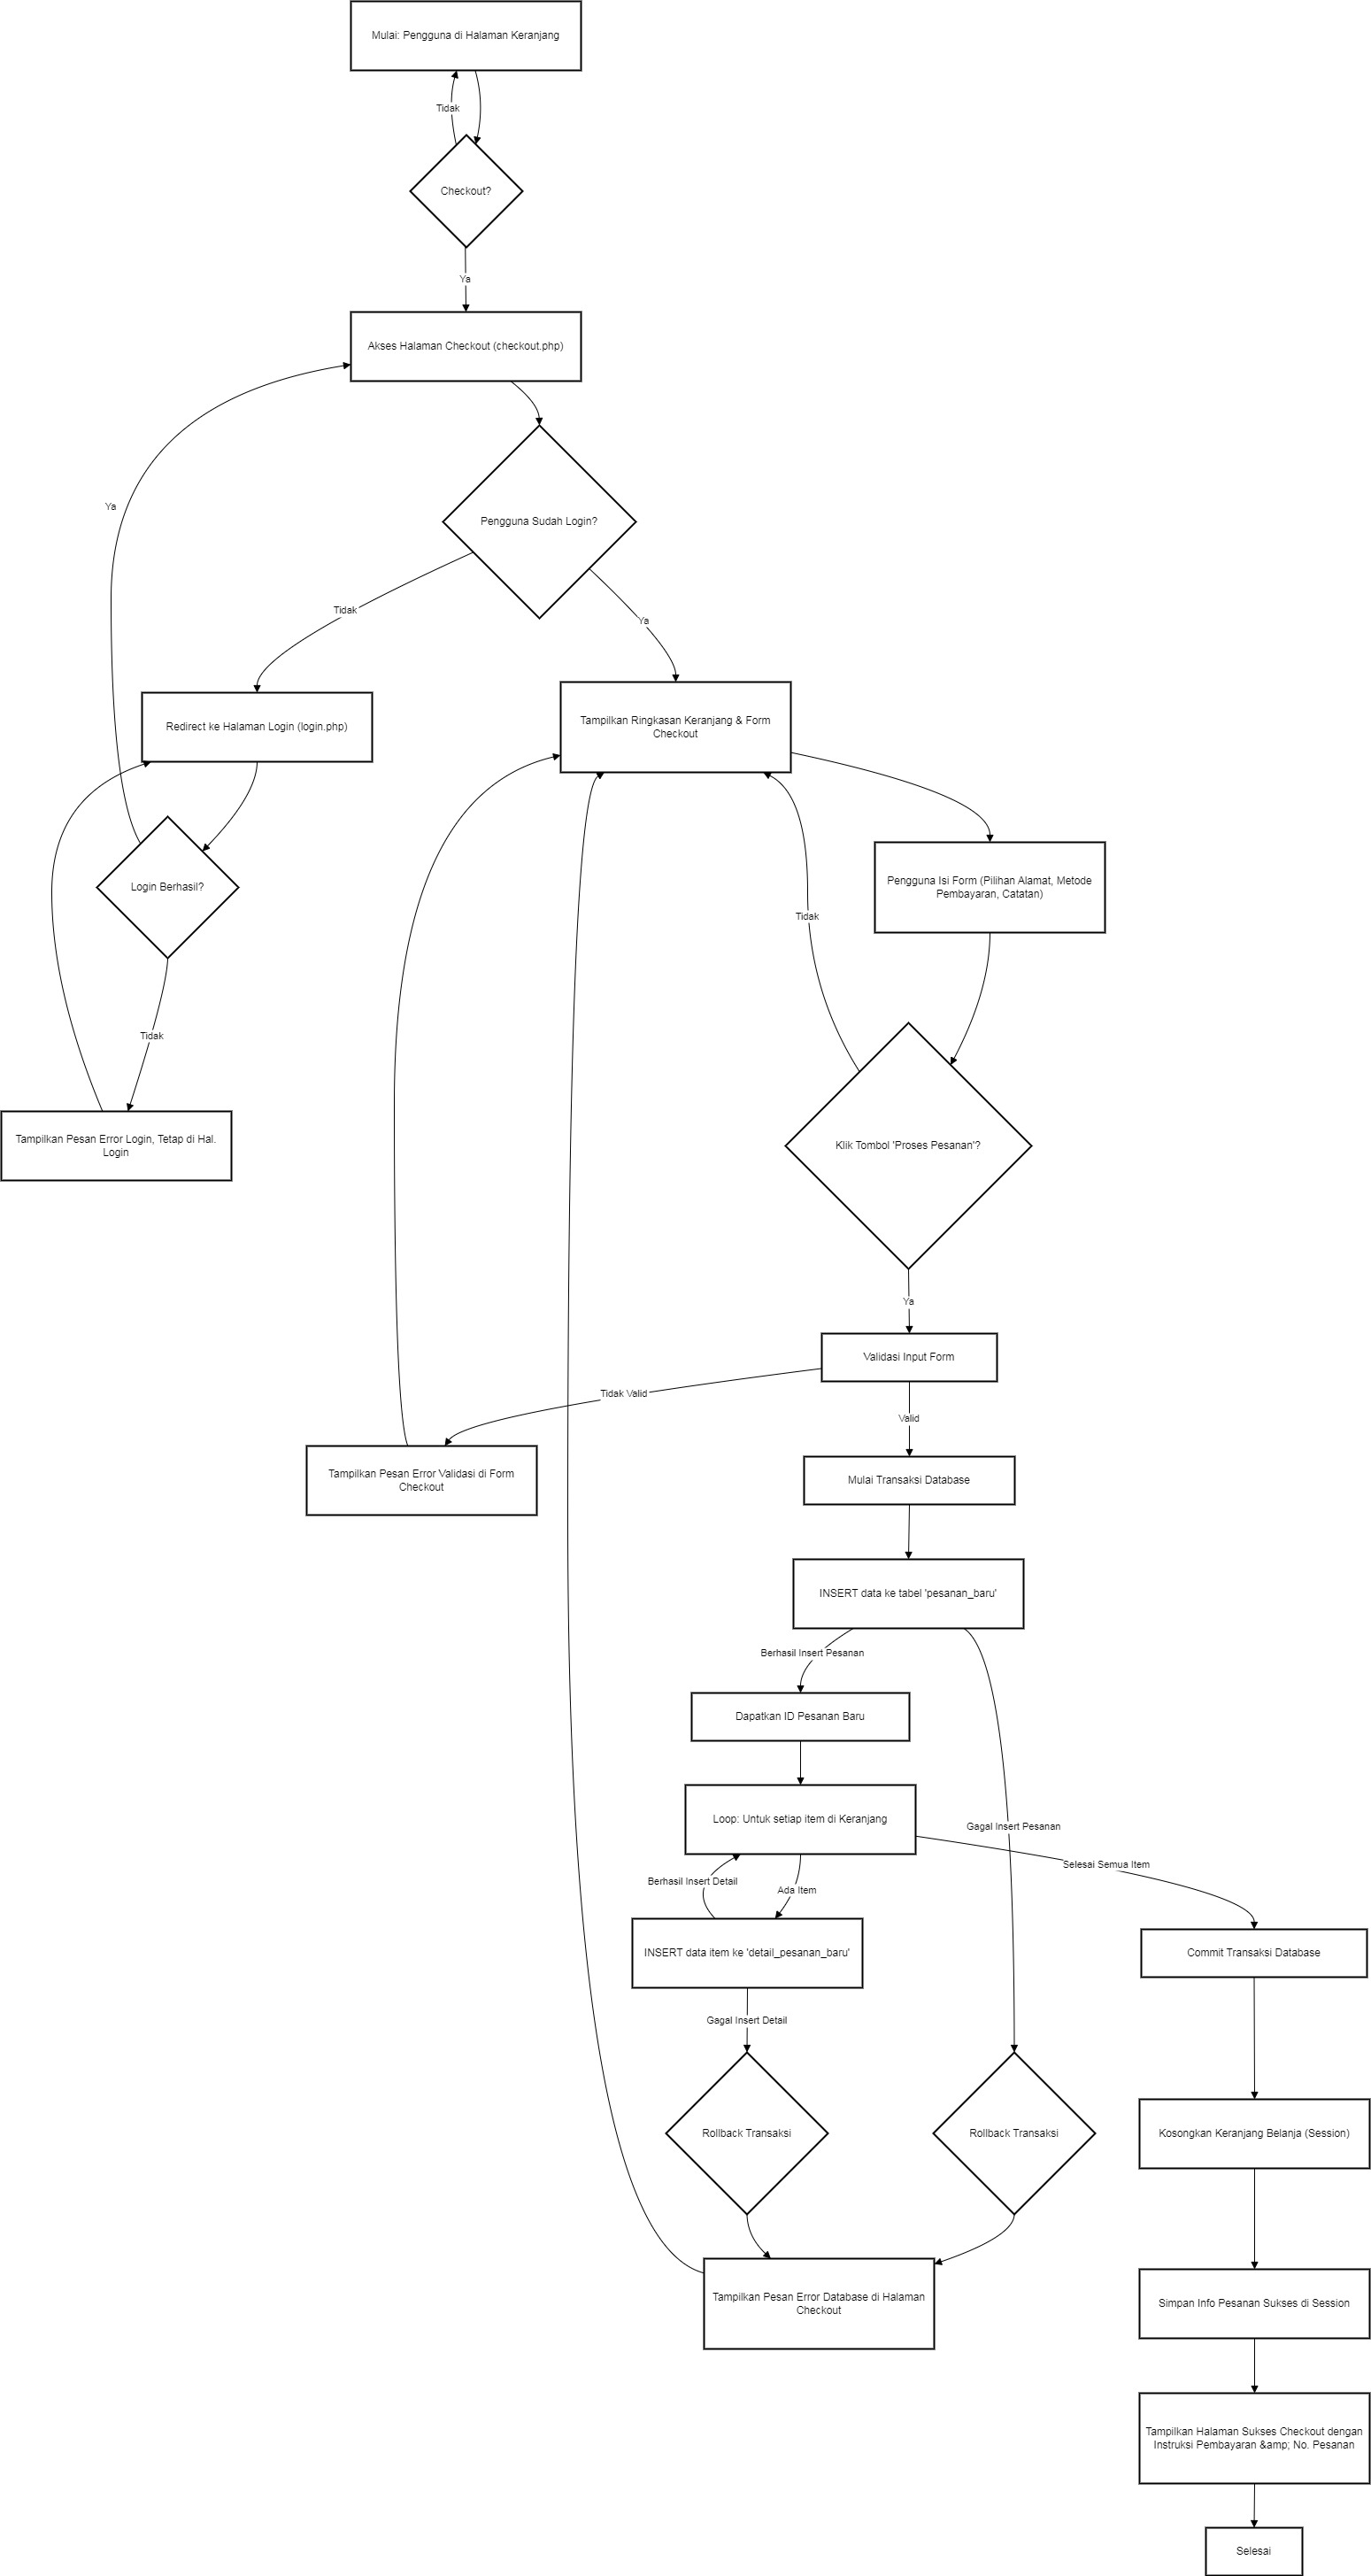 Mulai: Pengguna di Halaman Keranjang
Tidak
Checkout?
Ya
Akses Halaman Checkout (checkout.php)
Ya
Pengguna Sudah Login?
Tidak
Ya
Redirect ke Halaman Login (login.php)
Tampilkan Ringkasan Keranjang & Form
Checkout
Login Berhasil?
Pengguna Isi Form (Pilihan Alamat, Metode
Pembayaran, Catatan)
Tidak
Tidak
Tampilkan Pesan Error Login, Tetap di Hal.
Login
Klik Tombol 'Proses Pesanan'?
Ya
Validasi Input Form
Tidak Valid
Valid
Tampilkan Pesan Error Validasi di Form
Checkout
Mulai Transaksi Database
INSERT data ke tabel 'pesanan_baru'
Berhasil Insert Pesanan
Dapatkan ID Pesanan Baru
Loop: Untuk setiap item di Keranjang
Gagal Insert Pesanan
Selesai Semua Item
Berhasil Insert Detail
Ada Item
INSERT data item ke 'detail_pesanan_baru'
Commit Transaksi Database
Gagal Insert Detail
Rollback Transaksi
Rollback Transaksi
Kosongkan Keranjang Belanja (Session)
Tampilkan Pesan Error Database di Halaman
Checkout
Simpan Info Pesanan Sukses di Session
Tampilkan Halaman Sukses Checkout dengan
Instruksi Pembayaran &amp; No. Pesanan
Selesai